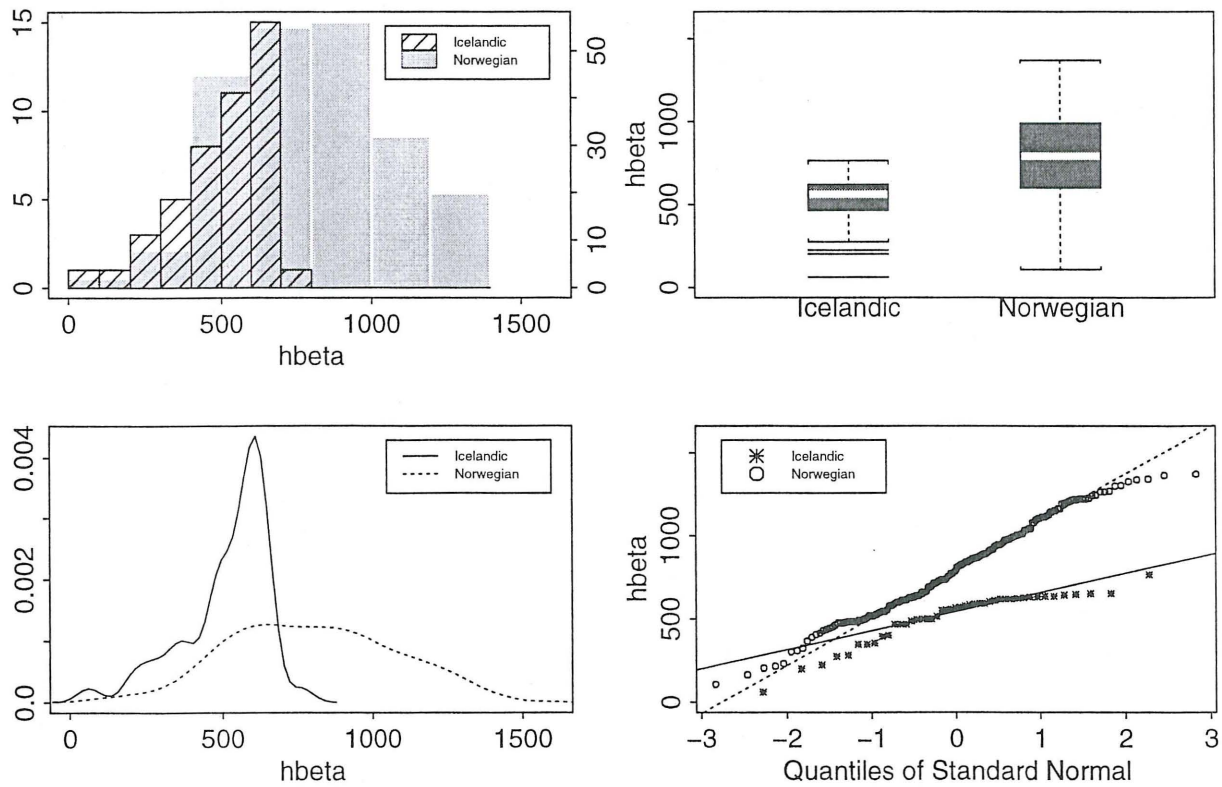 15
10
5
0
50
30
10
0
Icelandic
Norwegian
0 500 1000 1500
hbeta
hbeta
1000
500
0
Icelandic Norwegian
0.004
0.002
0.0
Icelandic
Norwegian
0 500 1000 1500
hbeta
hbeta
1000
500
0
Icelandic
Norwegian
−3 −2 −1 0 1 2 3
Quantiles of Standard Normal